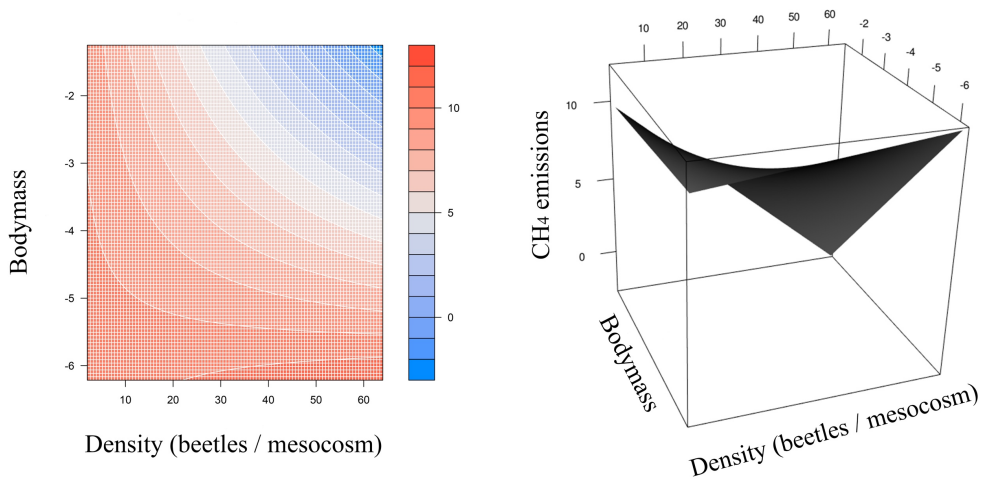 -2
-3
-4
-5
-6
10 20 30 40 50 60
Bodymass
Density (beetles / mesocosm)
10
5
0
10 20 30 40 50 60
-2 -3 -4 -5 -6
10
5
0
CH₄ emissions
Bodymass
Density (beetles / mesocosm)